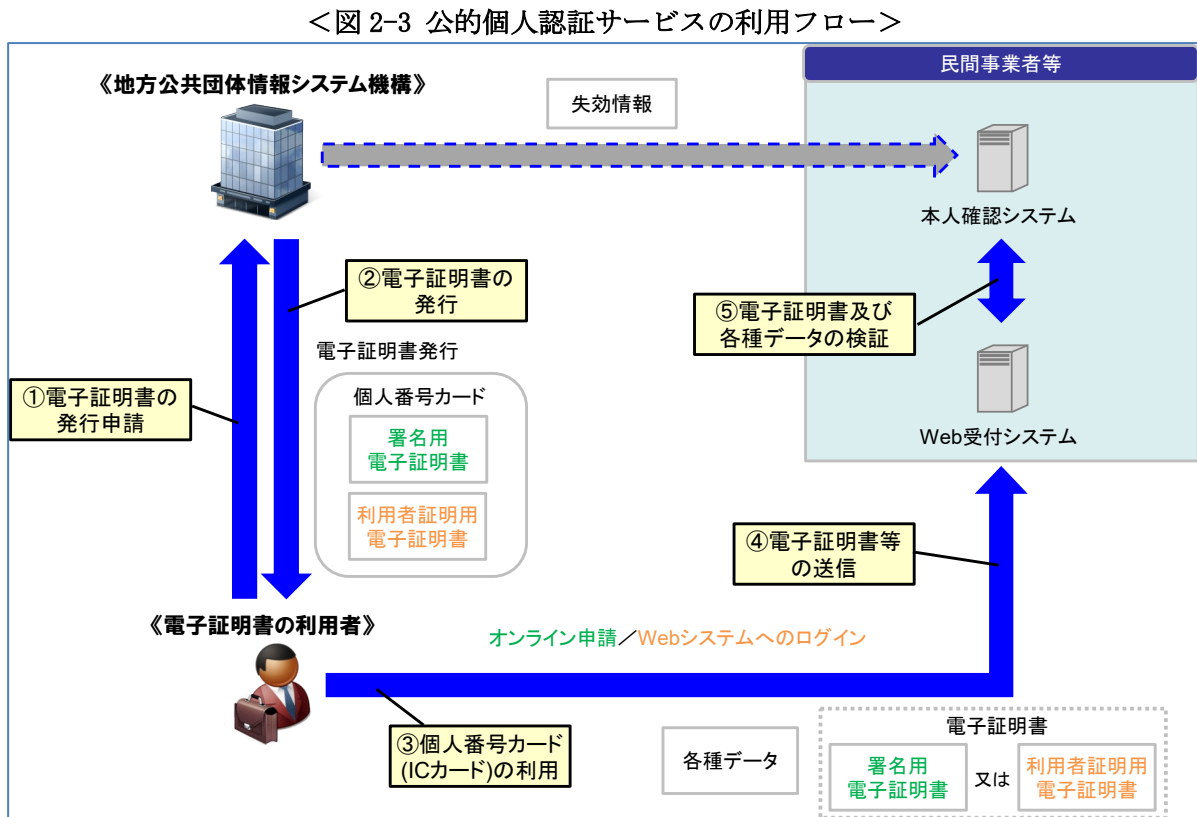 ＜図 2-3 公的個人認証サービスの利用フロー＞
民間事業者等
《地方公共団体情報システム機構》
失効情報
本人確認システム
②電子証明書の
発行
⑤電子証明書及び
各種データの検証
電子証明書発行
①電子証明書の
発行申請
個人番号カード
署名用
電子証明書
利用者証明用
電子証明書
Web受付システム
④電子証明書等
の送信
《電子証明書の利用者》
オンライン申請／Webシステムへのログイン
③個人番号カード
(ICカード)の利用
各種データ
電子証明書
署名用
電子証明書
又は
利用者証明用
電子証明書